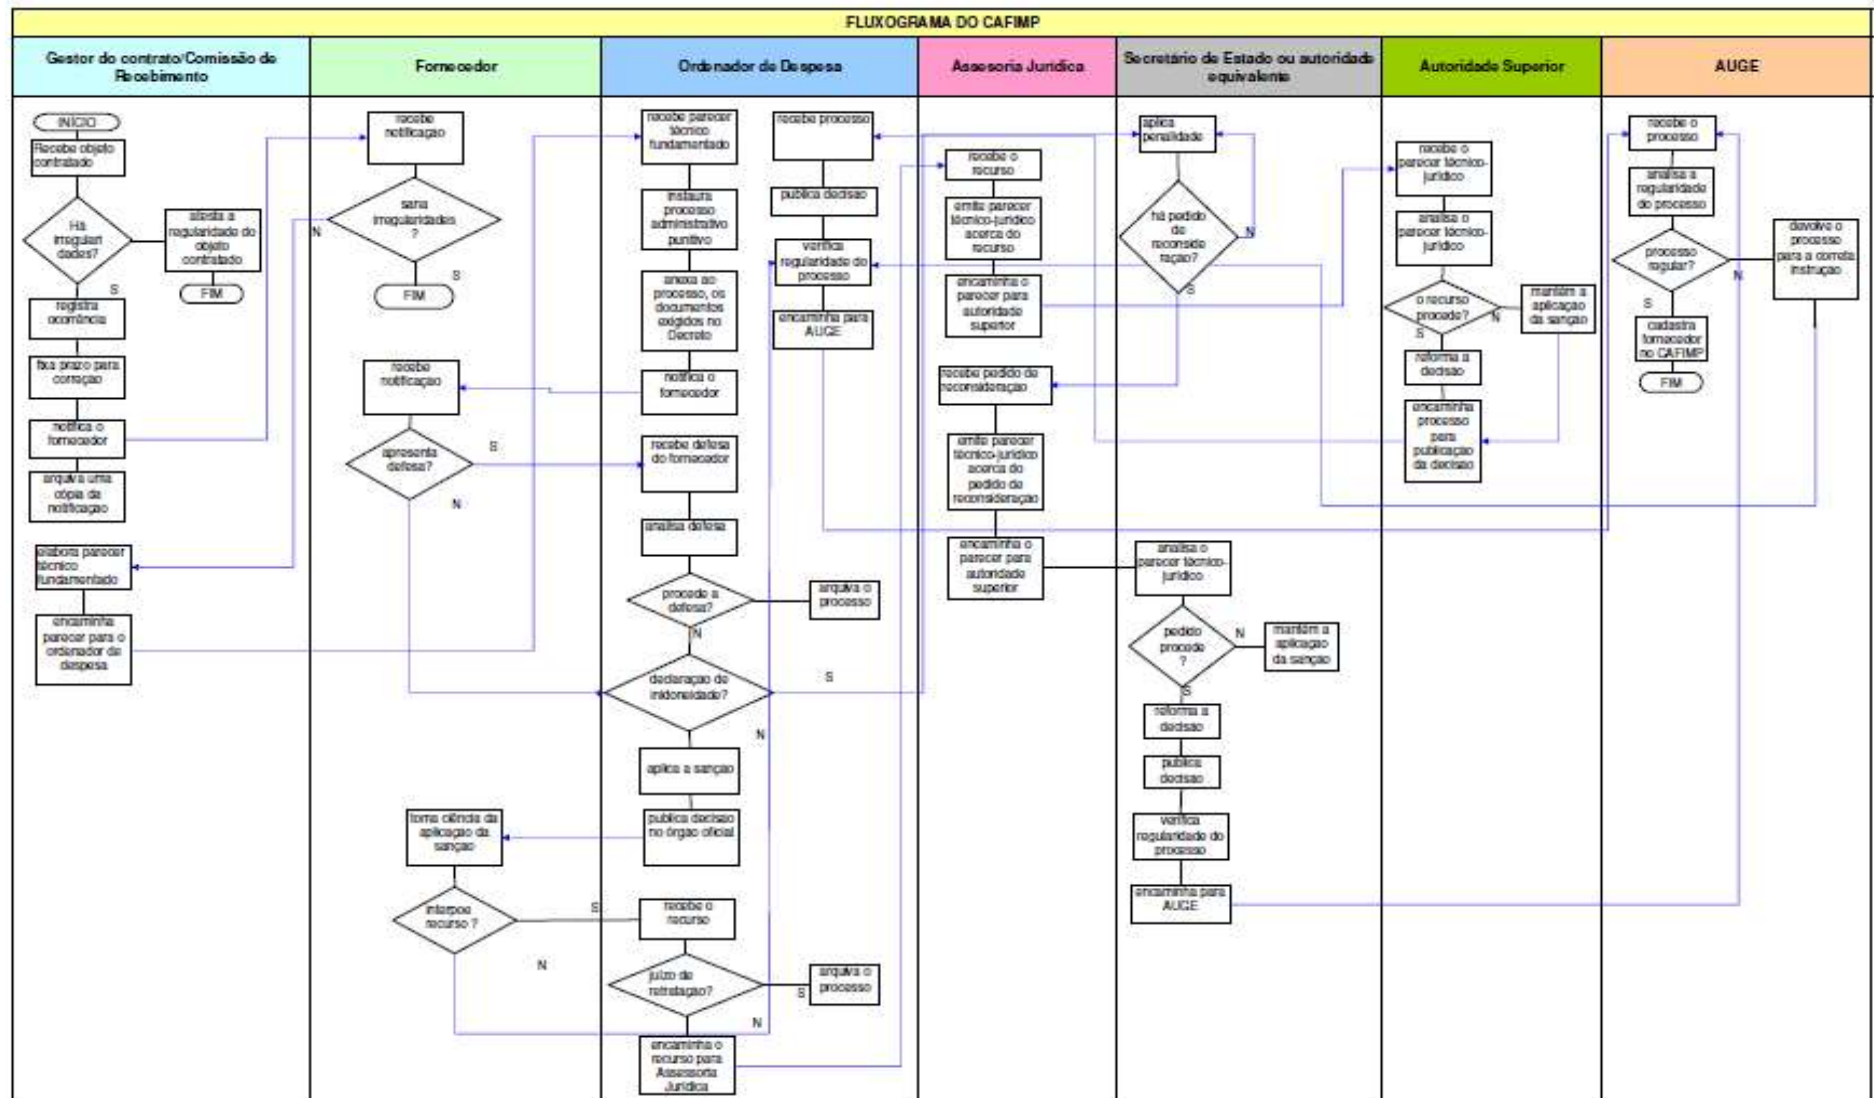 FLUXOGRAMA DO CAFIMP
Gestor do contrato/Comissão de
Recebimento
Fornecedor
Ordenador de Despesa
Assesoria Jurídica
Secretário de Estado ou autoridade
equivalente
Autoridade Superior
AUGE
INÍCIO
Recebe objeto
contratado
Há
irregulari
dades?
atesta a
regularidade do
objeto
contratado
FIM
S
registra
ocorrência
fixa prazo para
correção
notifica o
fornecedor
arquiva uma
cópia da
notificação
elabora parecer
técnico
fundamentado
encaminha
parecer para o
ordenador de
despesa
recebe
notificação
sana
irregularidades
?
N
S
FIM
recebe
notificação
apresenta
defesa?
S
N
toma ciência da
aplicação da
sanção
interpõe
recurso ?
S
N
recebe parecer
técnico
fundamentado
instaura
processo
administrativo
punitivo
anexa ao
processo, os
documentos
exigidos no
Decreto
notifica o
fornecedor
recebe defesa
do fornecedor
analisa defesa
procede a
defesa?
arquiva o
processo
N
declaração de
inidoneidade?
S
N
aplica a sanção
publica decisão
no órgão oficial
recebe o
recurso
juízo de
retratação?
S
arquiva o
processo
N
encaminha o
recurso para
Assessoria
Jurídica
recebe processo
publica decisão
verifica
regularidade do
processo
encaminha para
AUGE
recebe o
recurso
emite parecer
técnico-jurídico
acerca do
recurso
encaminha o
parecer para
autoridade
superior
recebe pedido de
reconsideração
emite parecer
técnico-jurídico
acerca do
pedido de
reconsideração
encaminha o
parecer para
autoridade
superior
aplica
penalidade
há pedido
de
reconside
ração?
N
S
analisa o
parecer técnico-
jurídico
pedido
procede
?
N
mantém a
aplicação
da sanção
S
reforma a
decisão
publica
decisão
verifica
regularidade do
processo
encaminha para
AUGE
recebe o
parecer técnico-
jurídico
analisa o
parecer técnico-
jurídico
o recurso
procede?
N
S
mantém a
aplicação
da sanção
reforma a
decisão
encaminha
processo
para
publicação
da decisão
recebe o
processo
analisa a
regularidade
do processo
processo
regular?
N
S
devolve o
processo
para a correta
instrução
cadastra
fornecedor
no CAFIMP
FIM